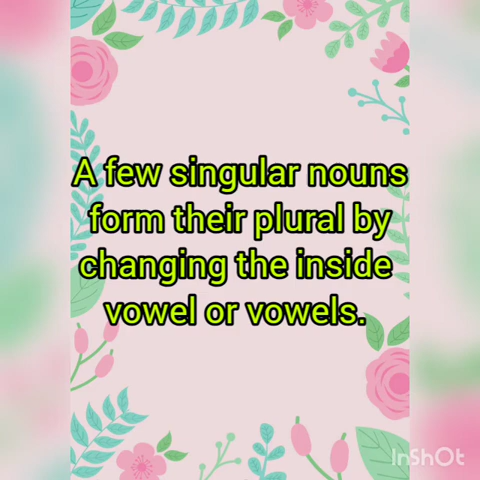 A few singular nouns
form their plural by
changing the inside
vowel or vowels.
InShOt